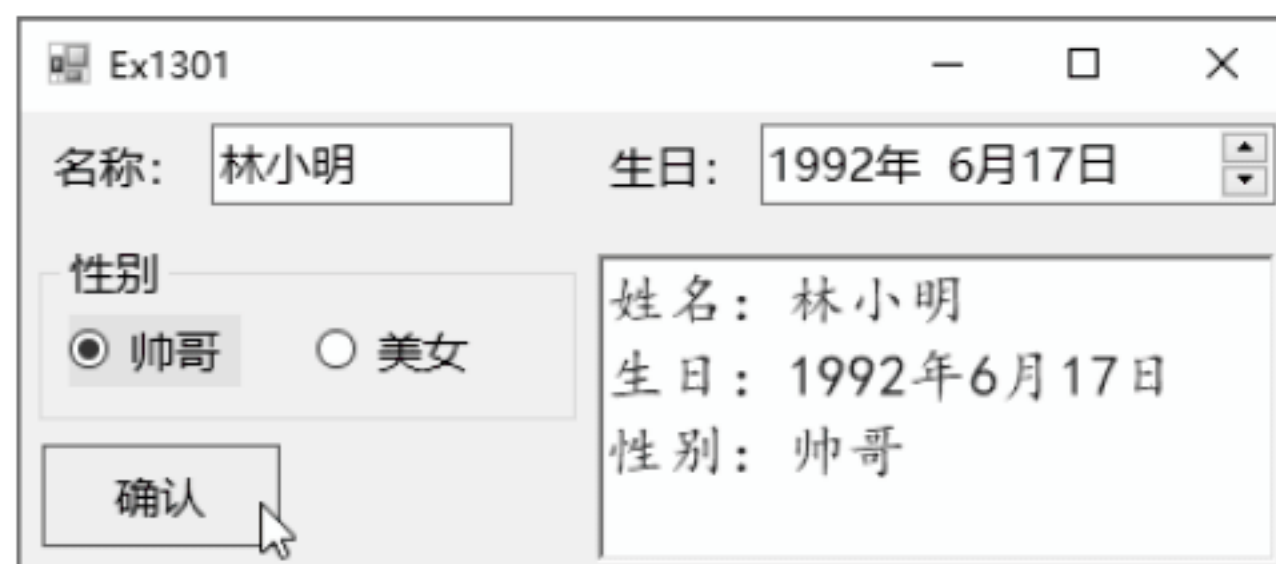 Ex1301
名称: 林小明 生日: 1992年 6月17日
性别
帅哥 美女
确认
姓名: 林小明
生日: 1992年6月17日
性别: 帅哥